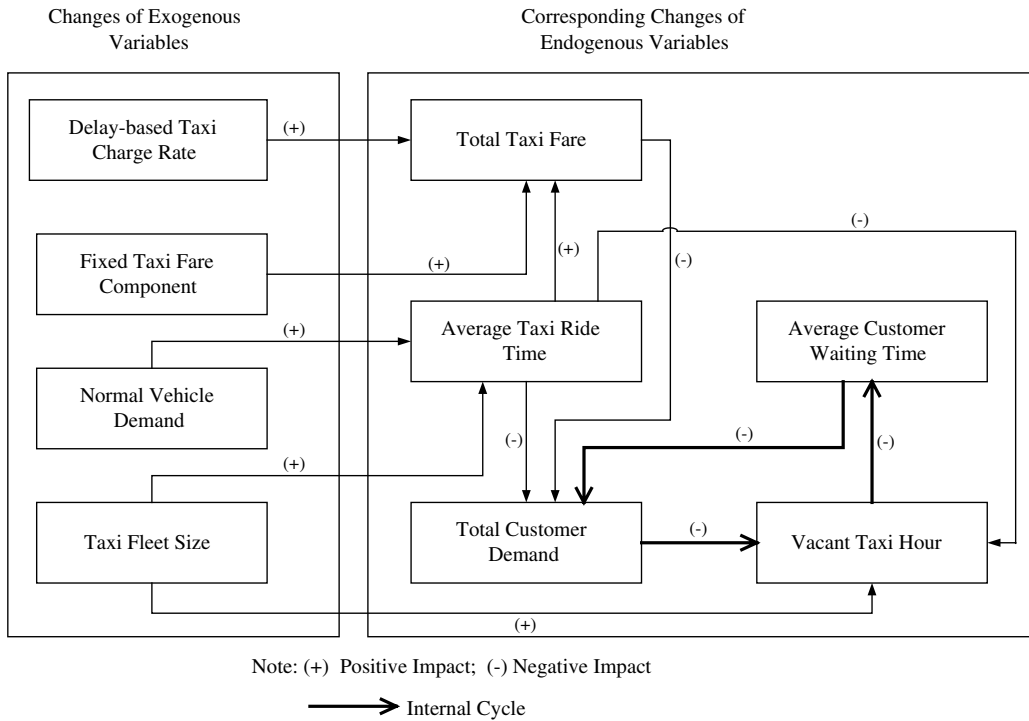 Changes of Exogenous
Variables
Corresponding Changes of
Endogenous Variables
Delay-based Taxi
Charge Rate
(+)
Total Taxi Fare
Fixed Taxi Fare
Component
(+)
(+)
(-)
(-)
Normal Vehicle
Demand
(+)
Average Taxi Ride
Time
Average Customer
Waiting Time
(-)
(-)
(-)
Taxi Fleet Size
(+)
Total Customer
Demand
(-)
Vacant Taxi Hour
(+)
Note: (+) Positive Impact; (-) Negative Impact
Internal Cycle